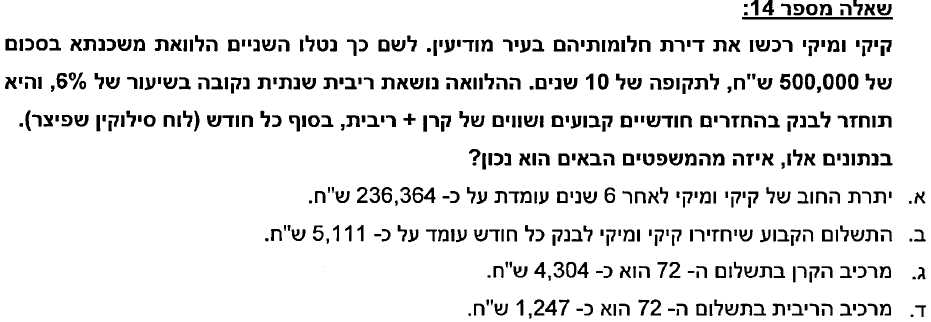 שאלה מספר 14:
קיקי ומיקי רכשו את דירת חלומותיהם בעיר מודיעין. לשם כך נטלו השניים הלוואת משכנתא בסכום
של 500,000 ש"ח, לתקופה של 10 שנים. ההלוואה נושאת ריבית שנתית נקובה בשיעור של 6%, והיא
תוחזר לבנק בהחזרים חודשיים קבועים ושווים של קרן + ריבית, בסוף כל חודש (לוח סילוקין שפיצר).
בנתונים אלו, איזה מהמשפטים הבאים הוא נכון?
א. יתרת החוב של קיקי ומיקי לאחר 6 שנים עומדת על כ- 236,364 ש"ח.
ב. התשלום הקבוע שיחזירו קיקי ומיקי לבנק כל חודש עומד על כ- 5,111 ש"ח.
ג. מרכיב הקרן בתשלום ה- 72 הוא כ- 4,304 ש"ח.
ד. מרכיב הריבית בתשלום ה- 72 הוא כ- 1,247 ש"ח.